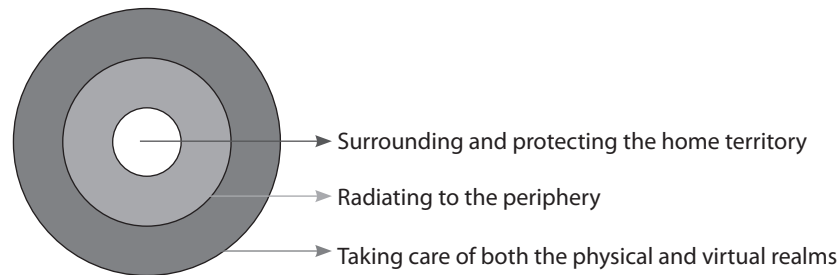 Surrounding and protecting the home territory
Radiating to the periphery
Taking care of both the physical and virtual realms